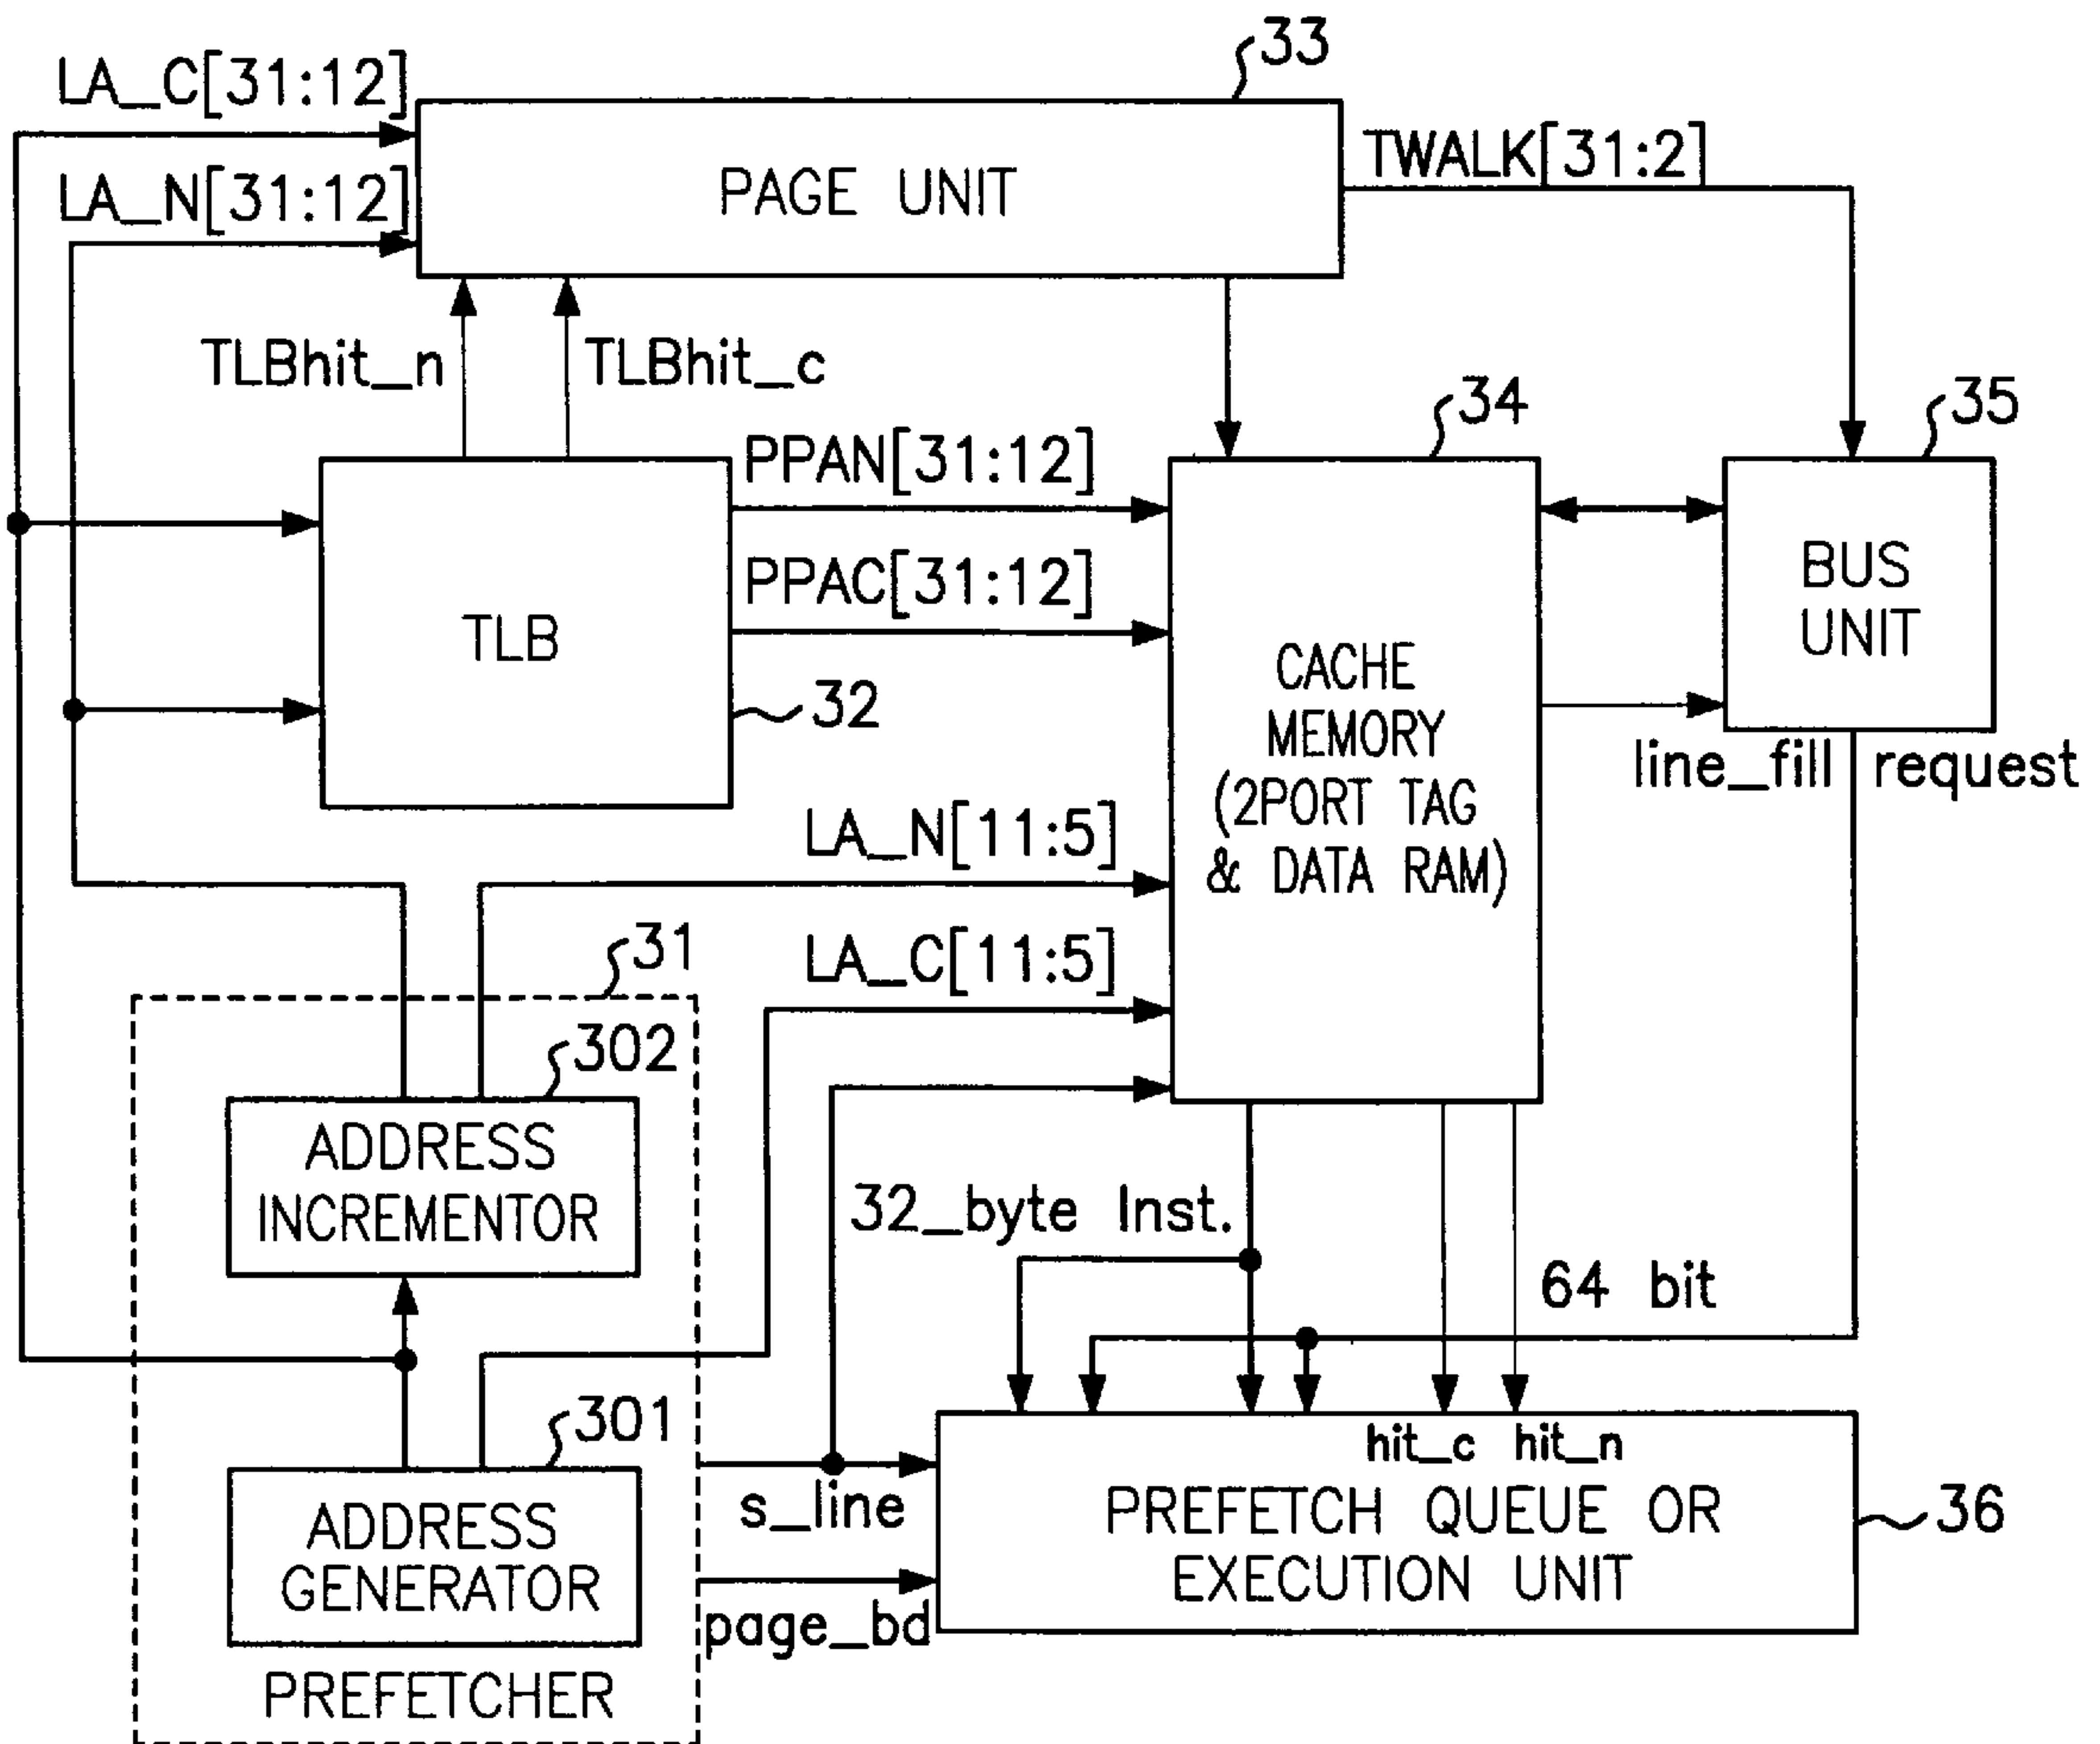 33
LA_C[31:12]
TWALK[31:2]
LA_N[31:12]
PAGE UNIT
TLBhit_n
TLBhit_c
34
35
PPAN[31:12]
PPAC[31:12]
BUS
UNIT
TLB
32
CACHE
MEMORY
(2PORT TAG
& DATA RAM)
line_fill request
LA_N[11:5]
31
LA_C[11:5]
302
ADDRESS
INCREMENTOR
32_byte Inst.
64 bit
301
hit_c hit_n
s_line
ADDRESS
GENERATOR
PREFETCH QUEUE OR
EXECUTION UNIT
36
page_bd
PREFETCHER